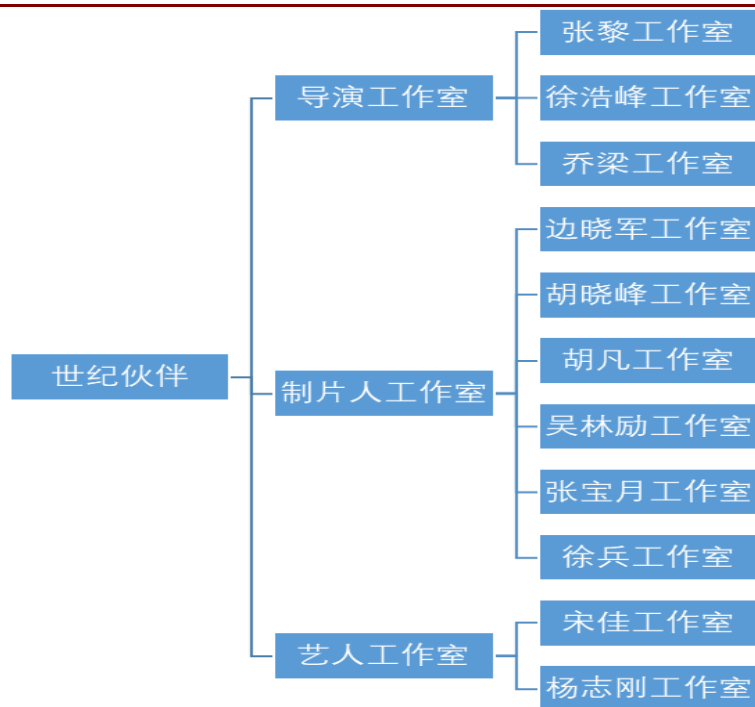 世纪伙伴
导演工作室
张黎工作室
徐浩峰工作室
乔梁工作室
制片人工作室
边晓军工作室
胡晓峰工作室
胡凡工作室
吴林励工作室
张宝月工作室
徐兵工作室
艺人工作室
宋佳工作室
杨志刚工作室